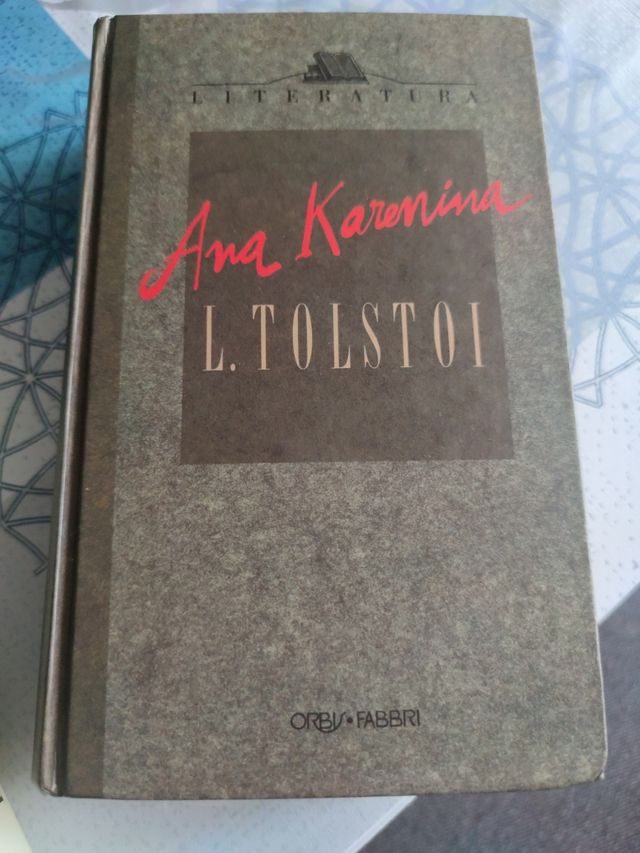 LITERATURA
Ana Karenina
L. TOLSTOI
ORBIS • FABBRI